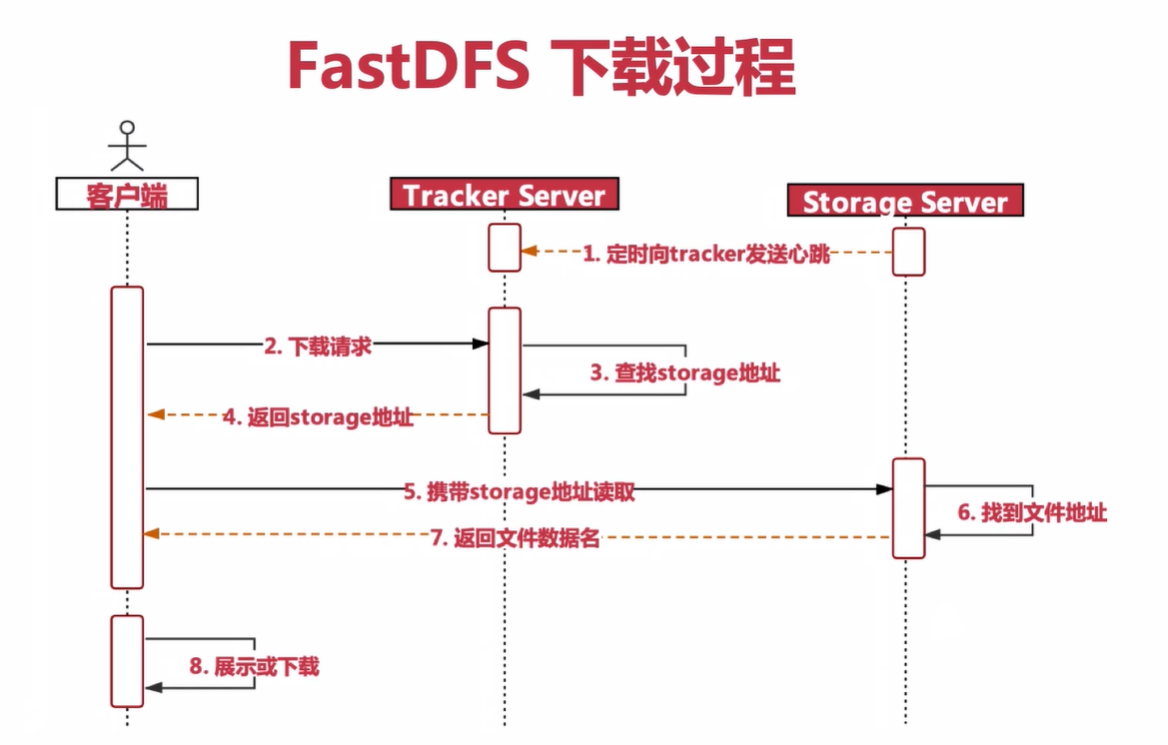 FastDFS 下载过程
客户端
Tracker Server
Storage Server
1. 定时向tracker发送心跳
2. 下载请求
3. 查找storage地址
4. 返回storage地址
5. 携带storage地址读取
6. 找到文件地址
7. 返回文件数据名
8. 展示或下载